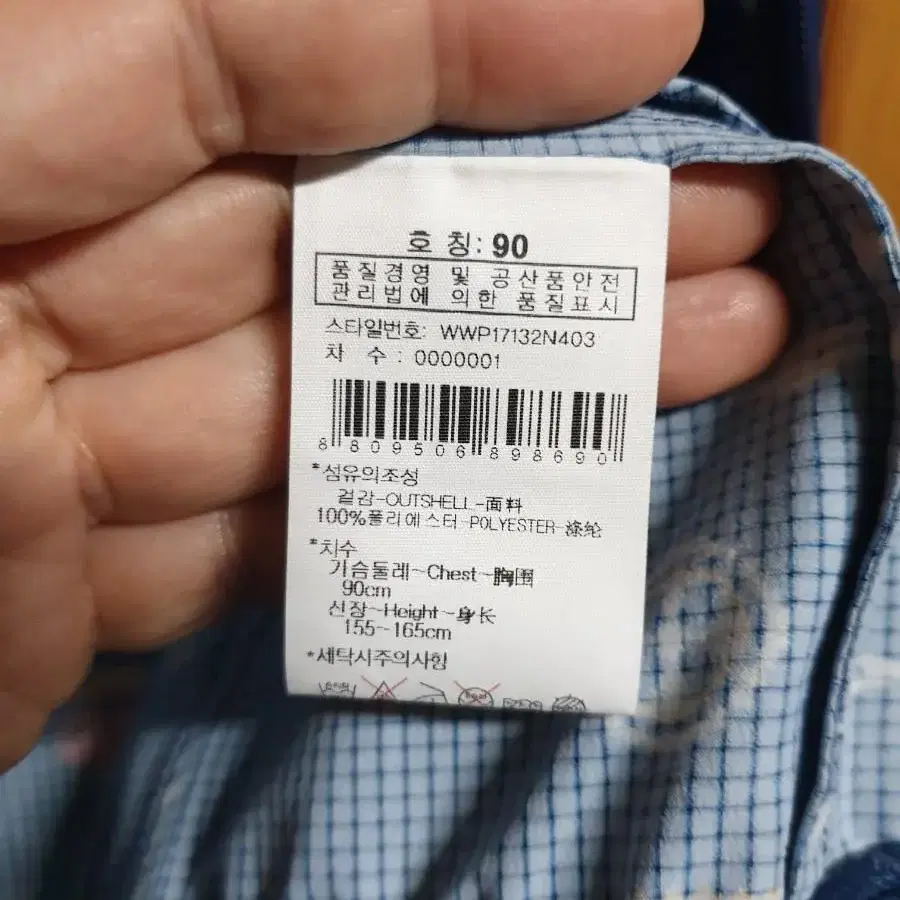 호 칭: 90
품질경영 및 공산품안전
관리법에 의한 품질표시
스타일번호: WWP17132N403
차 수 : 0000001
8 809506 898690
*섬유의조성
겉감-OUTSHELL-面料
100%폴리에스터-POLYESTER-涤纶
*치수
가슴둘레-Chest-胸围
90cm
신장-Height-身长
155~165cm
*세탁시주의사항